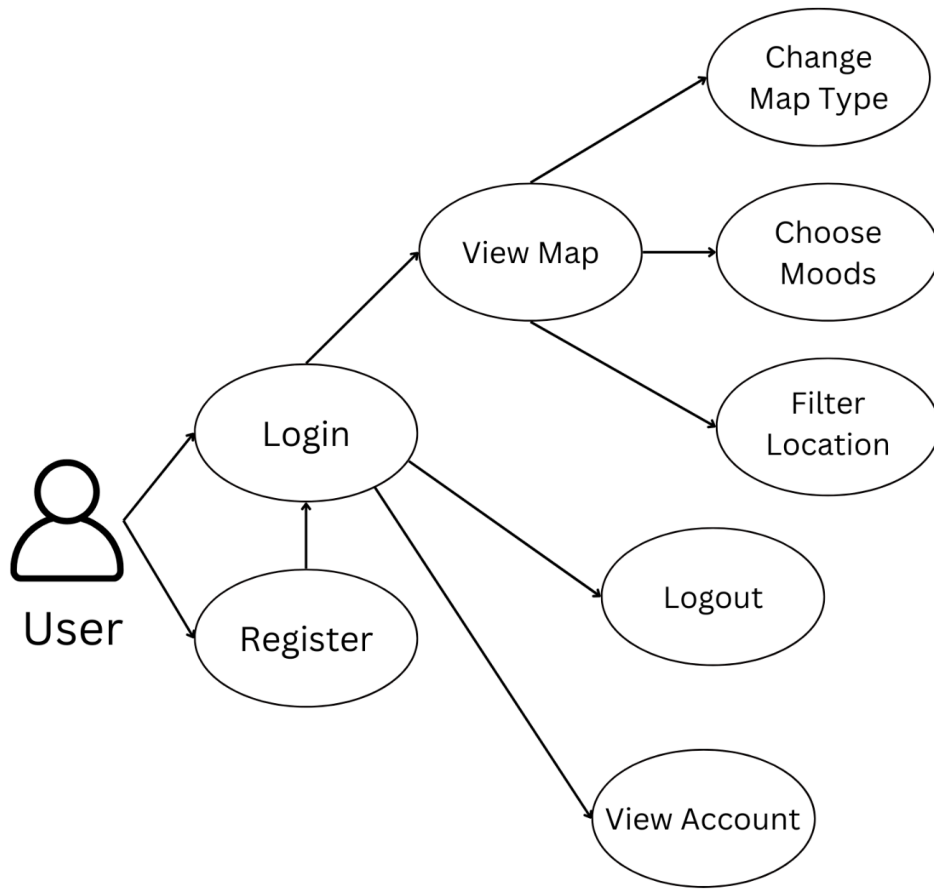 Change
Map Type
View Map
Choose
Moods
Filter
Location
Login
Logout
User
Register
View Account